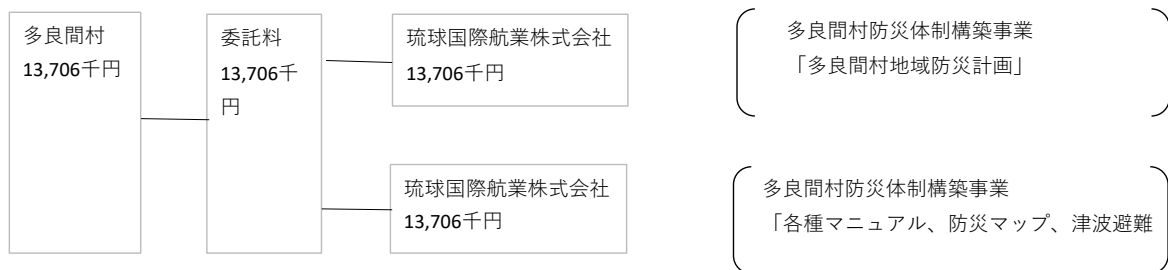 多良間村
13,706千円
委託料
13,706千
円
琉球国際航業株式会社
13,706千円
多良間村防災体制構築事業
「多良間村地域防災計画」
琉球国際航業株式会社
13,706千円
多良間村防災体制構築事業
「各種マニュアル、防災マップ、津波避難